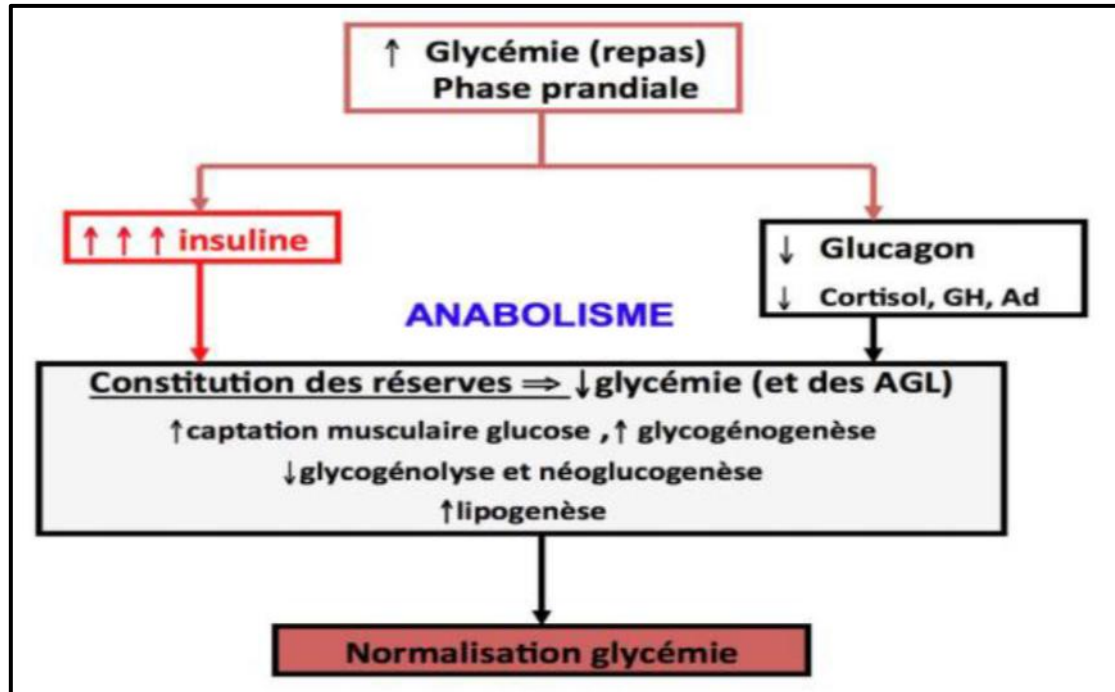 ↑ Glycémie (repas)
Phase prandiale
↑ ↑ ↑ insuline
↓ Glucagon
↓ Cortisol, GH, Ad
ANABOLISME
Constitution des réserves ⇒ ↓glycémie (et des AGL)
↑captation musculaire glucose , ↑ glycogénogenèse
↓glycogénolyse et néoglucogenèse
↑lipogenèse
Normalisation glycémie